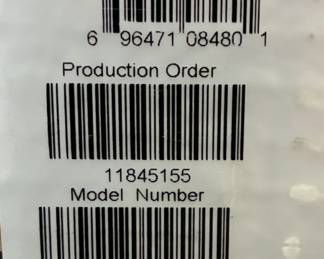 6 96471 08480 1
Production Order
11845155
Model Number